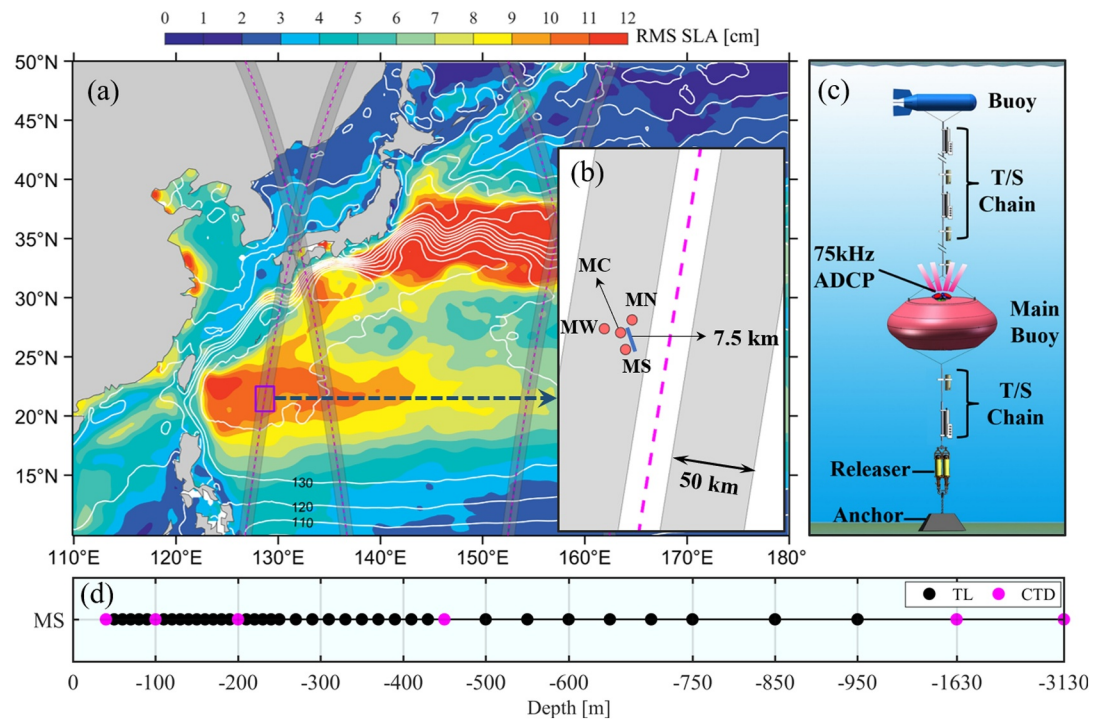 0 1 2 3 4 5 6 7 8 9 10 11 12
RMS SLA [cm]
(a)
50°N
45°N
40°N
35°N
30°N
25°N
20°N
15°N
130
120
110
110°E 120°E 130°E 140°E 150°E 160°E 170°E 180°
(b)
MC
MN
MW
MS
7.5 km
50 km
(c)
Buoy
T/S
Chain
75kHz
ADCP
Main
Buoy
T/S
Chain
Releaser
Anchor
(d)
TL CTD
MS
0 -100 -200 -300 -400 -500 -600 -750 -850 -950 -1630 -3130
Depth [m]